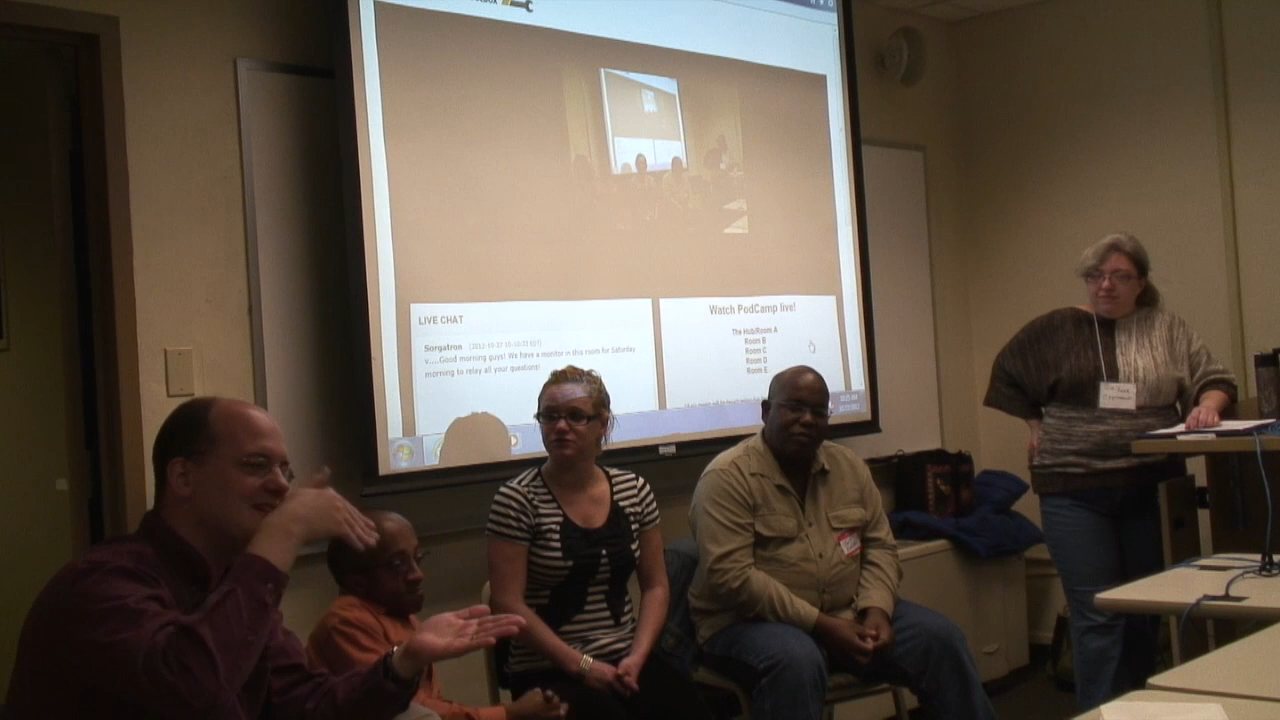 LIVE CHAT
Sorgatron
v....Good morning guys! We have a monitor in this room for Saturday
morning to relay all your questions!
Watch PodCamp live!
The Hub/Room A
Room B
Room C
Room D
Room E